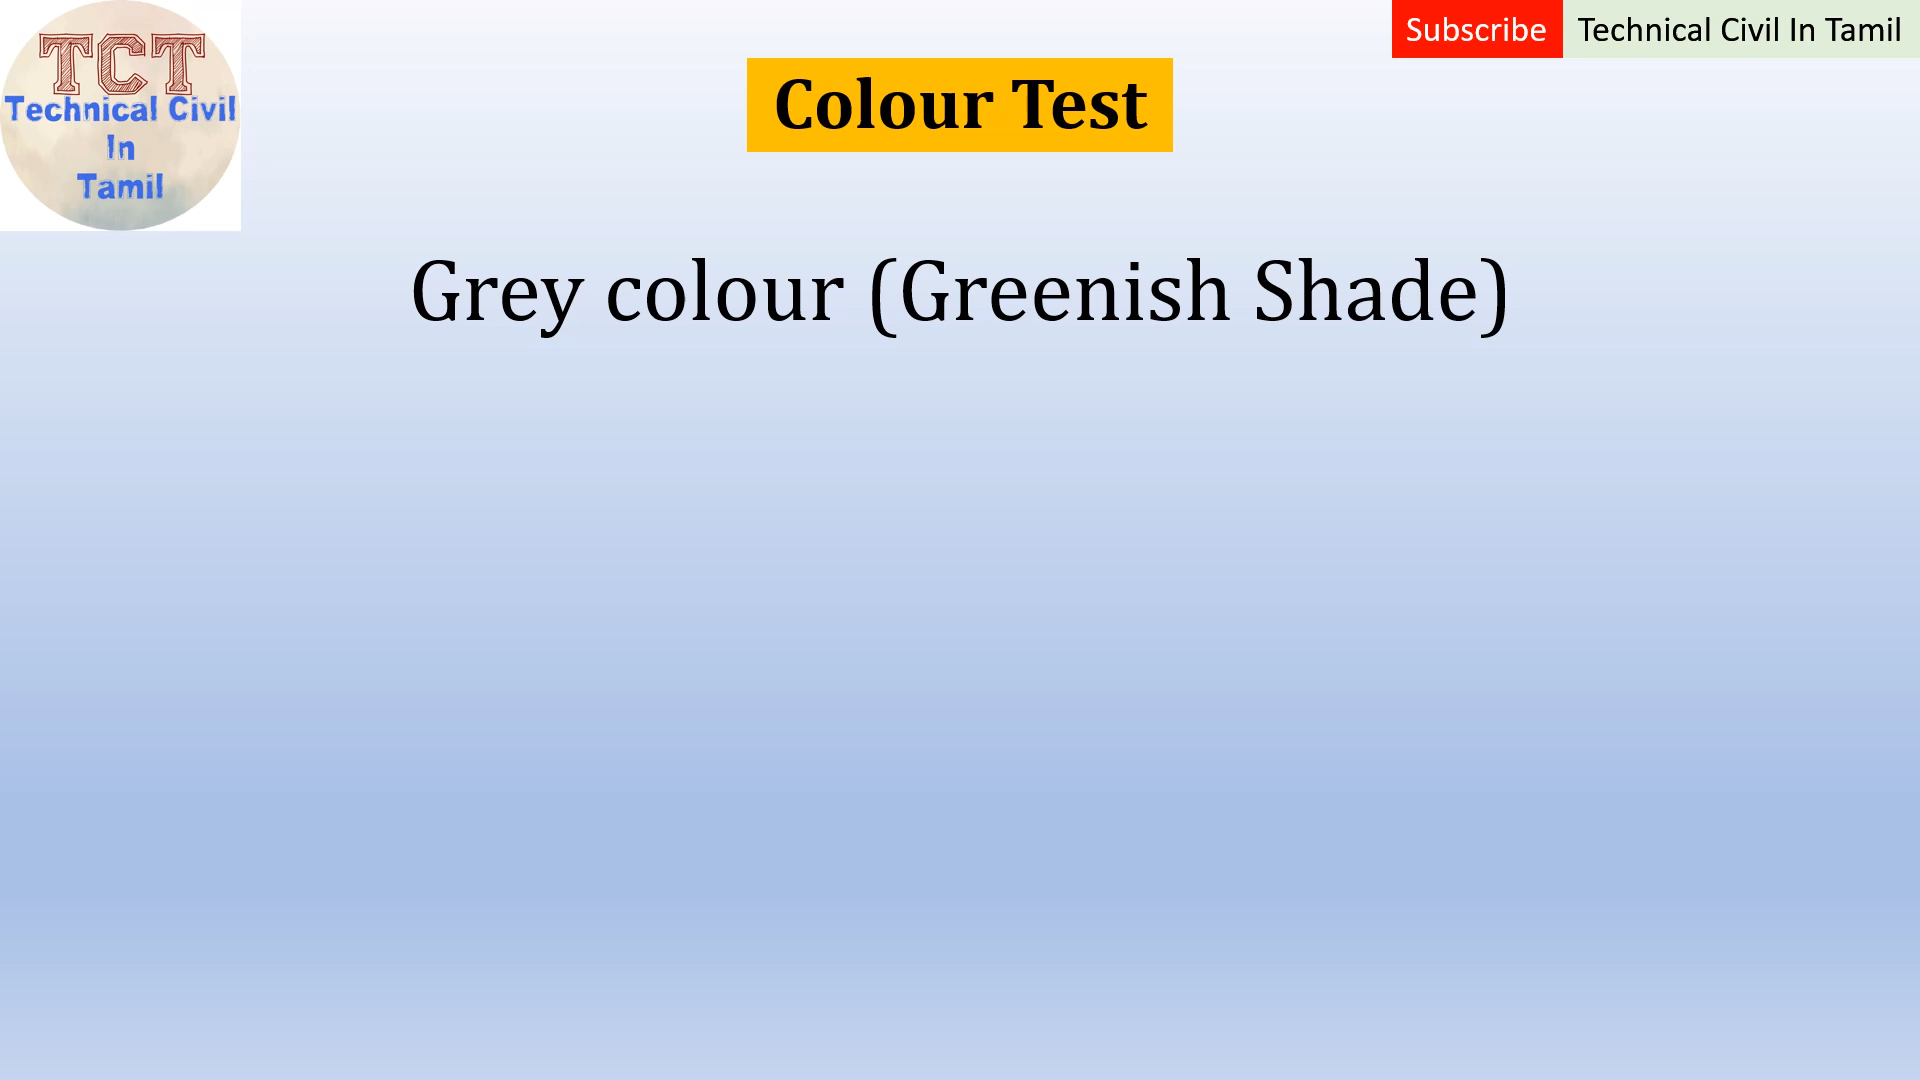 TCT
Technical Civil
In
Tamil
Subscribe Technical Civil In Tamil
Colour Test
Grey colour (Greenish Shade)